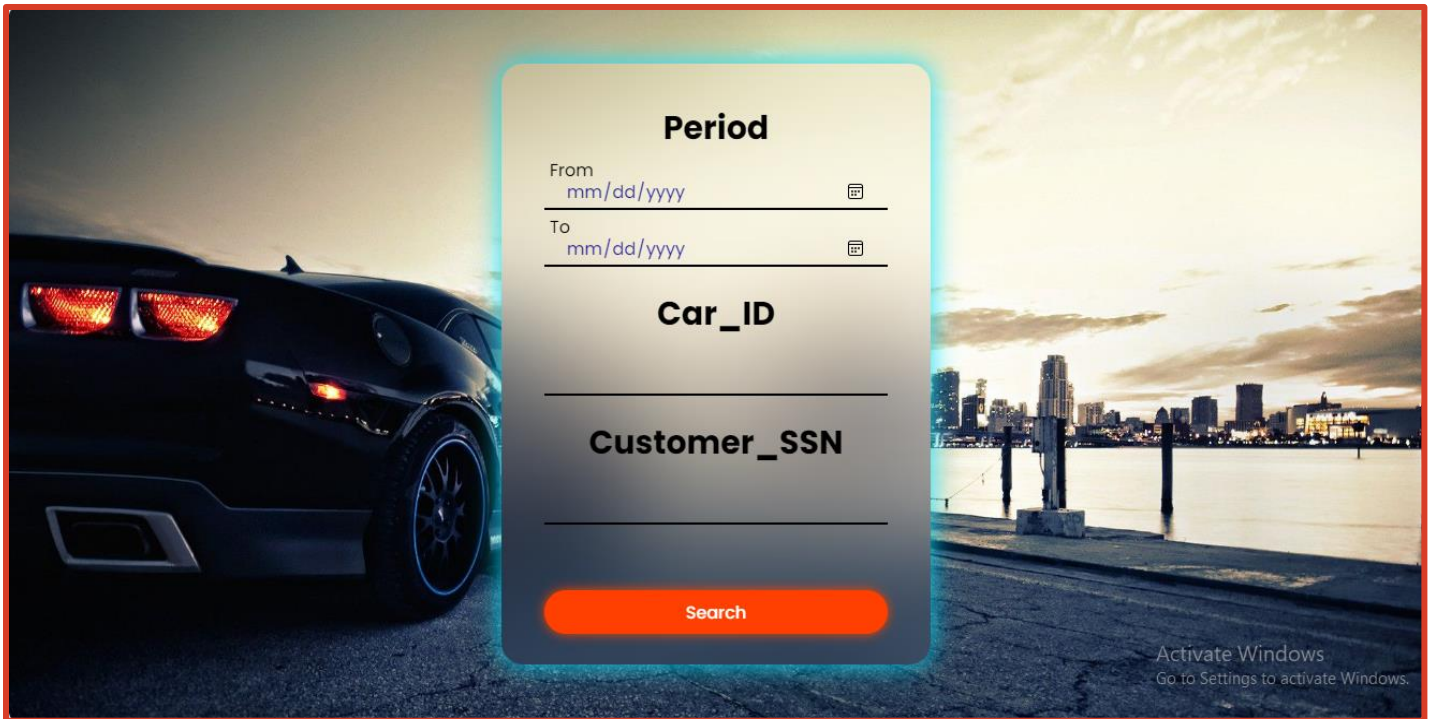 Period
From
mm/dd/yyyy
To
mm/dd/yyyy
Car_ID
Customer_SSN
Search
Activate Windows
Go to Settings to activate Windows.